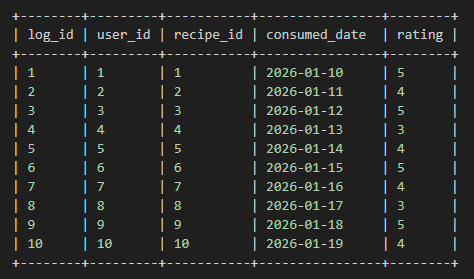 +--------+---------+-----------+---------------+--------+
| log_id | user_id | recipe_id | consumed_date | rating |
+--------+---------+-----------+---------------+--------+
| 1      | 1       | 1         | 2026-01-10    | 5      |
| 2      | 2       | 2         | 2026-01-11    | 4      |
| 3      | 3       | 3         | 2026-01-12    | 5      |
| 4      | 4       | 4         | 2026-01-13    | 3      |
| 5      | 5       | 5         | 2026-01-14    | 4      |
| 6      | 6       | 6         | 2026-01-15    | 5      |
| 7      | 7       | 7         | 2026-01-16    | 4      |
| 8      | 8       | 8         | 2026-01-17    | 3      |
| 9      | 9       | 9         | 2026-01-18    | 5      |
| 10     | 10      | 10        | 2026-01-19    | 4      |
+--------+---------+-----------+---------------+--------+